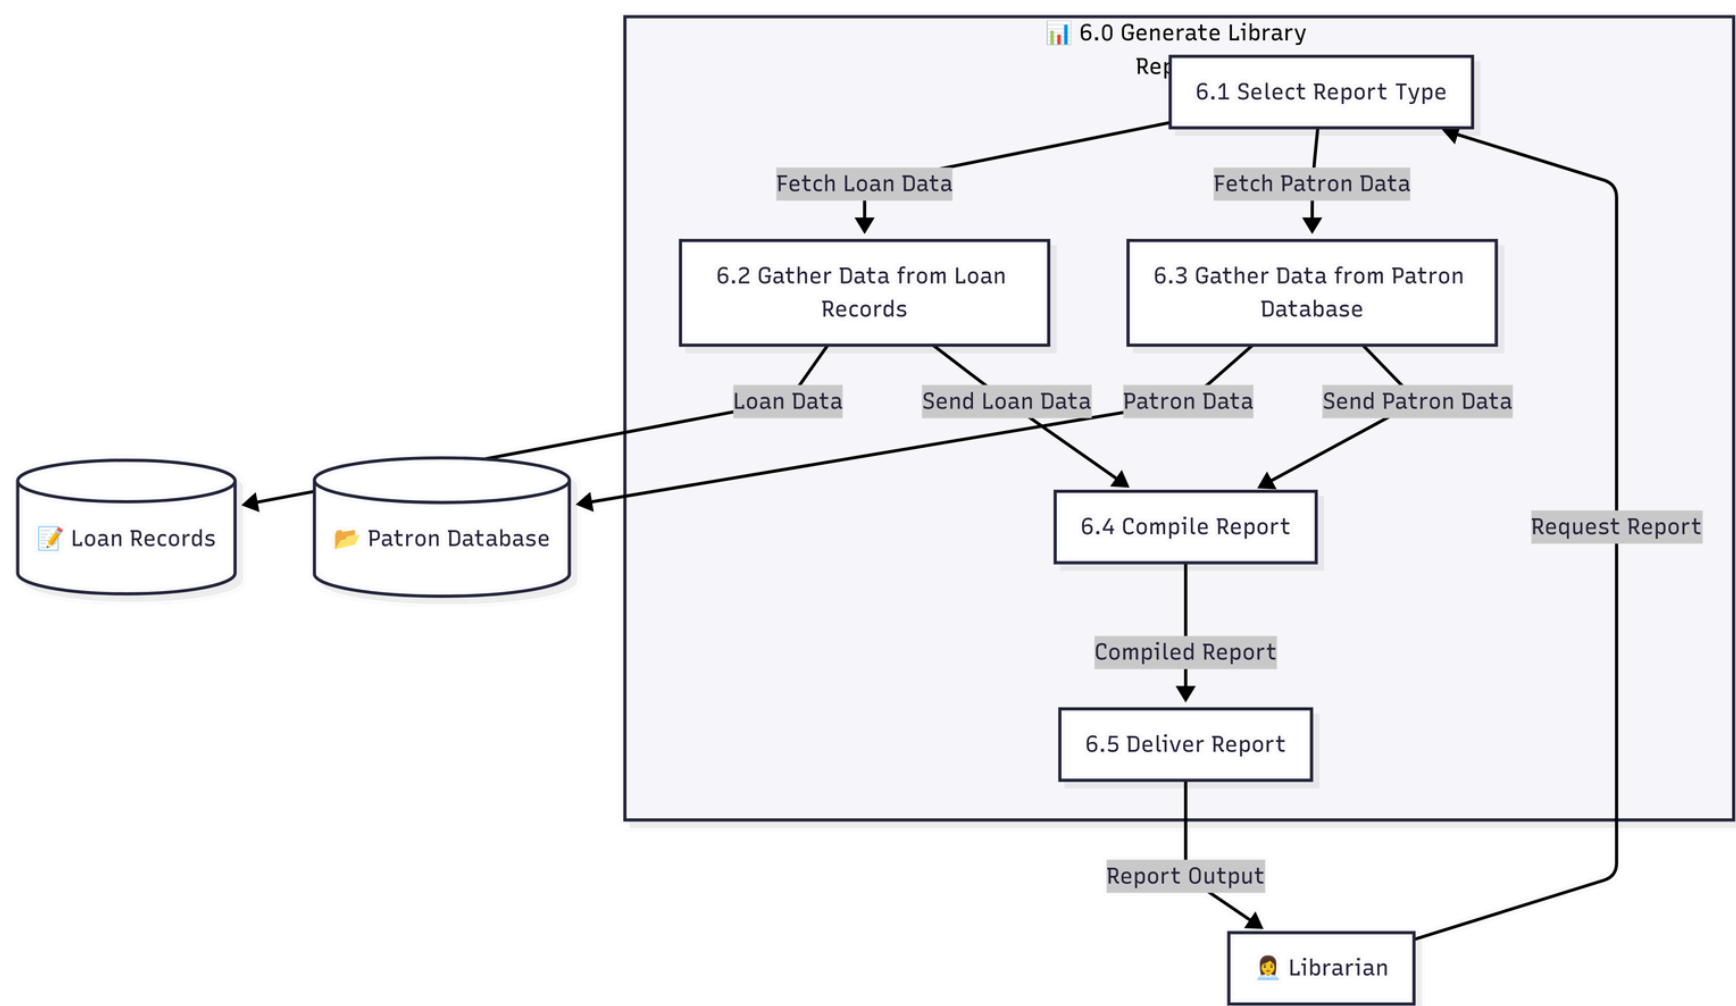 📊 6.0 Generate Library
Rep
6.1 Select Report Type
Fetch Loan Data
Fetch Patron Data
6.2 Gather Data from Loan
Records
6.3 Gather Data from Patron
Database
Loan Data
Send Loan Data
Patron Data
Send Patron Data
📝 Loan Records
📂 Patron Database
6.4 Compile Report
Request Report
Compiled Report
6.5 Deliver Report
Report Output
👩‍💼 Librarian